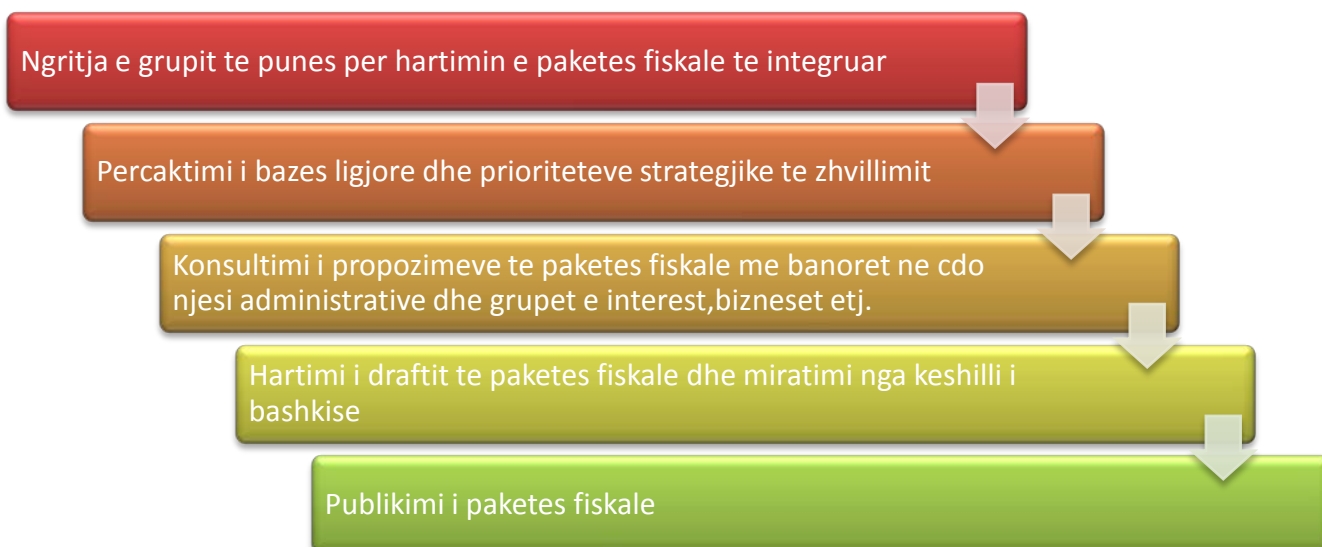 Ngritja e grupit te punes per hartimin e paketes fiskale te integruar
Percaktimi i bazes ligjore dhe prioriteteve strategjike te zhvillimit
Konsultimi i propozimeve te paketes fiskale me banoret ne cdo
njesi administrative dhe grupet e interest,bizneset etj.
Hartimi i draftit te paketes fiskale dhe miratimi nga keshilli i
bashkise
Publikimi i paketes fiskale